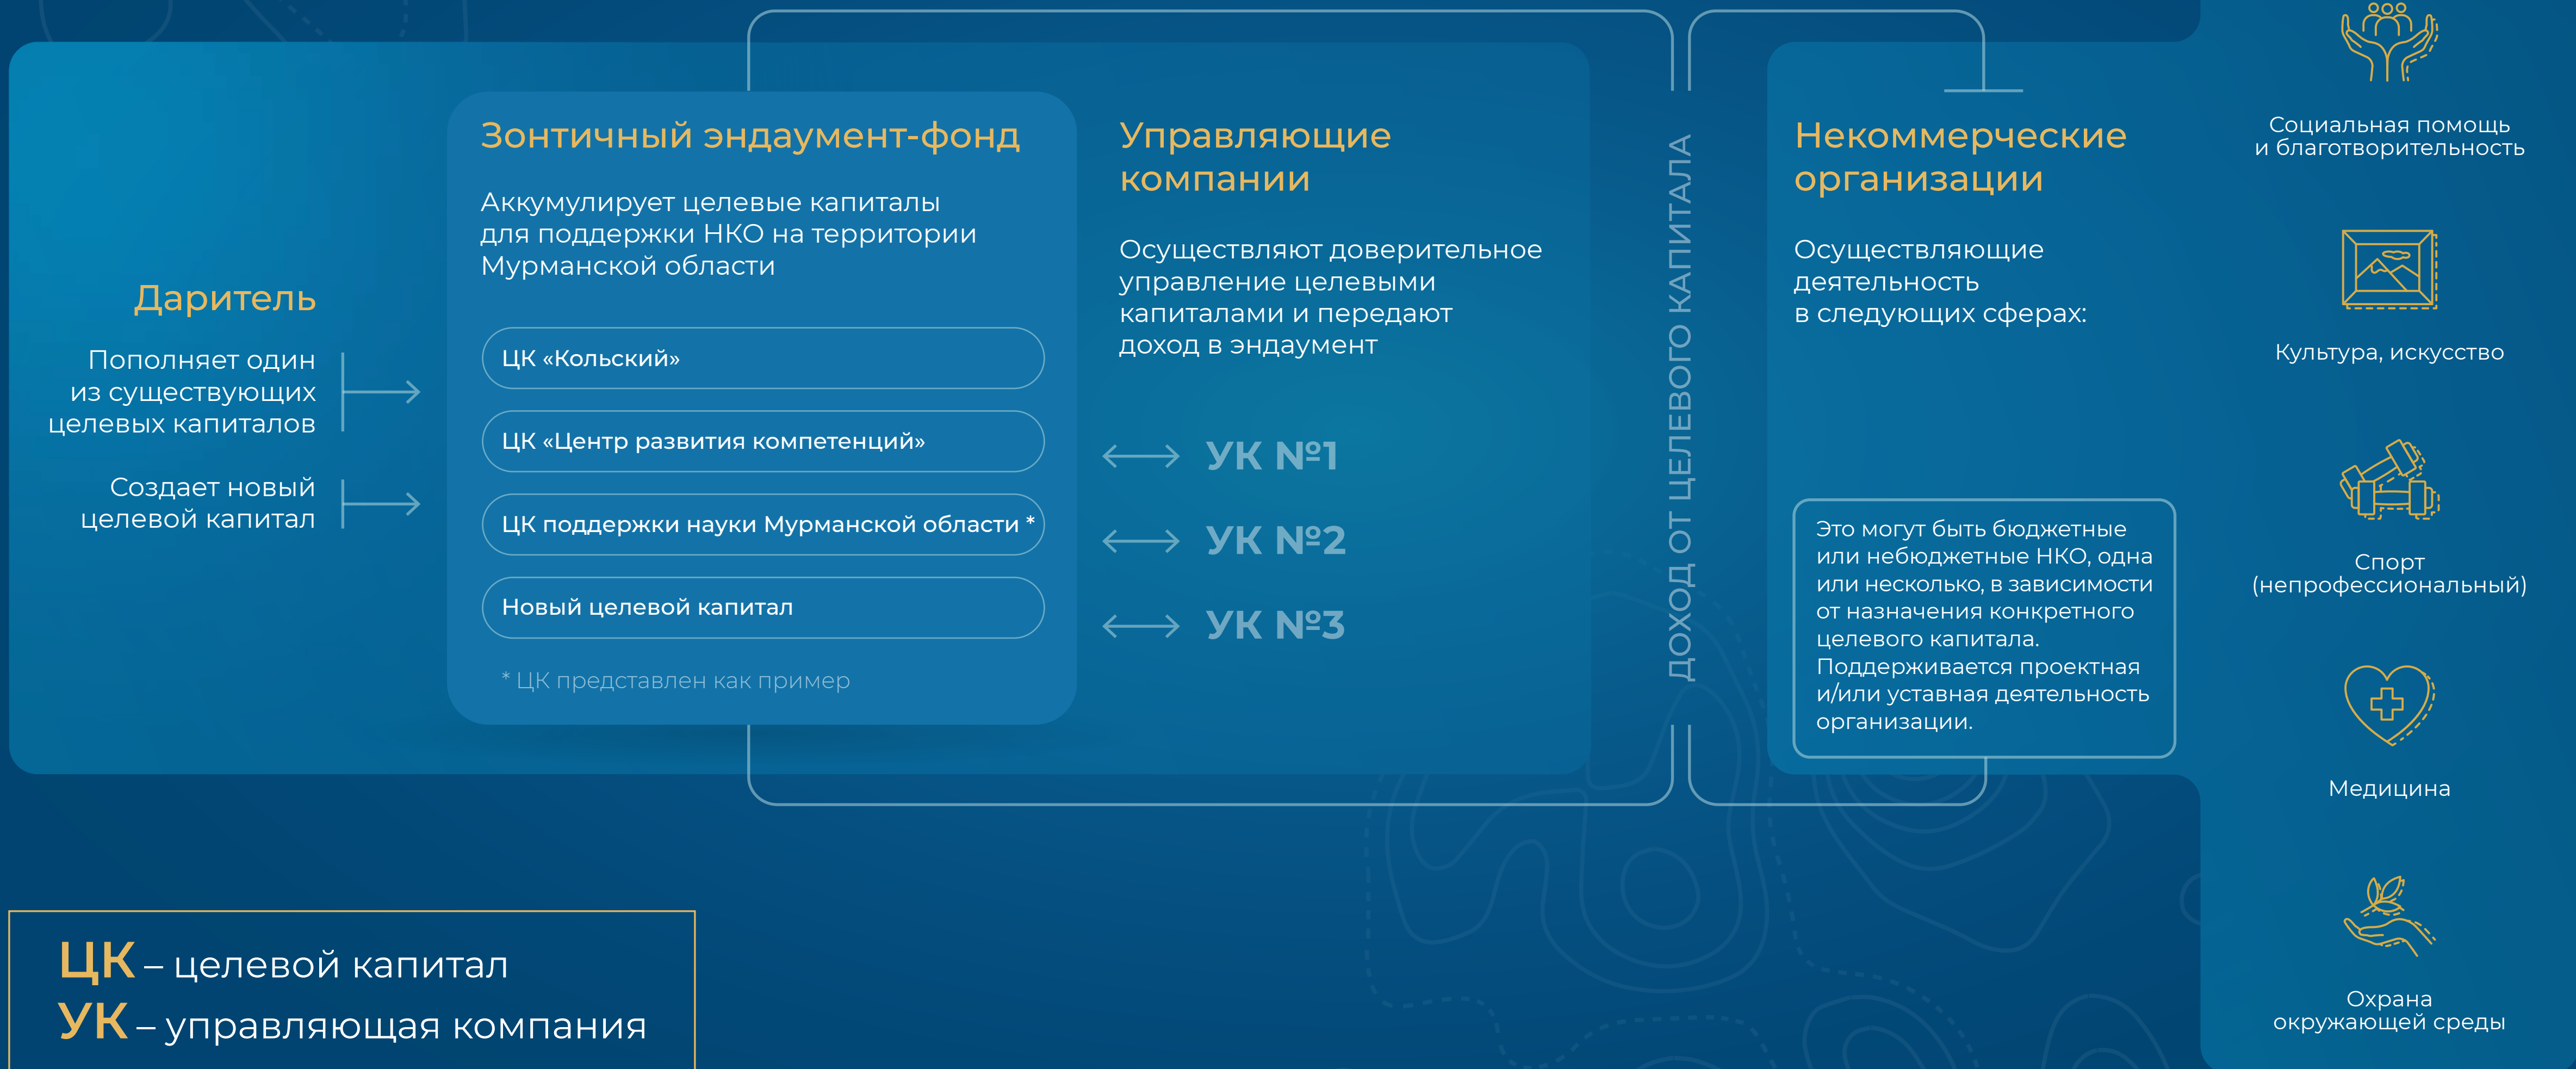 Даритель
Пополняет один
из существующих
целевых капиталов
Создает новый
целевой капитал
Зонтичный эндаумент-фонд
Аккумулирует целевые капиталы
для поддержки НКО на территории
Мурманской области
ЦК «Кольский»
ЦК «Центр развития компетенций»
ЦК поддержки науки Мурманской области *
Новый целевой капитал
* ЦК представлен как пример
Управляющие
компании
Осуществляют доверительное
управление целевыми
капиталами и передают
доход в эндаумент
УК №1
УК №2
УК №3
ДОХОД ОТ ЦЕЛЕВОГО КАПИТАЛА
Некоммерческие
организации
Осуществляющие
деятельность
в следующих сферах:
Это могут быть бюджетные
или небюджетные НКО, одна
или несколько, в зависимости
от назначения конкретного
целевого капитала.
Поддерживается проектная
и/или уставная деятельность
организации.
Социальная помощь
и благотворительность
Культура, искусство
Спорт
(непрофессиональный)
Медицина
Охрана
окружающей среды
ЦК – целевой капитал
УК – управляющая компания